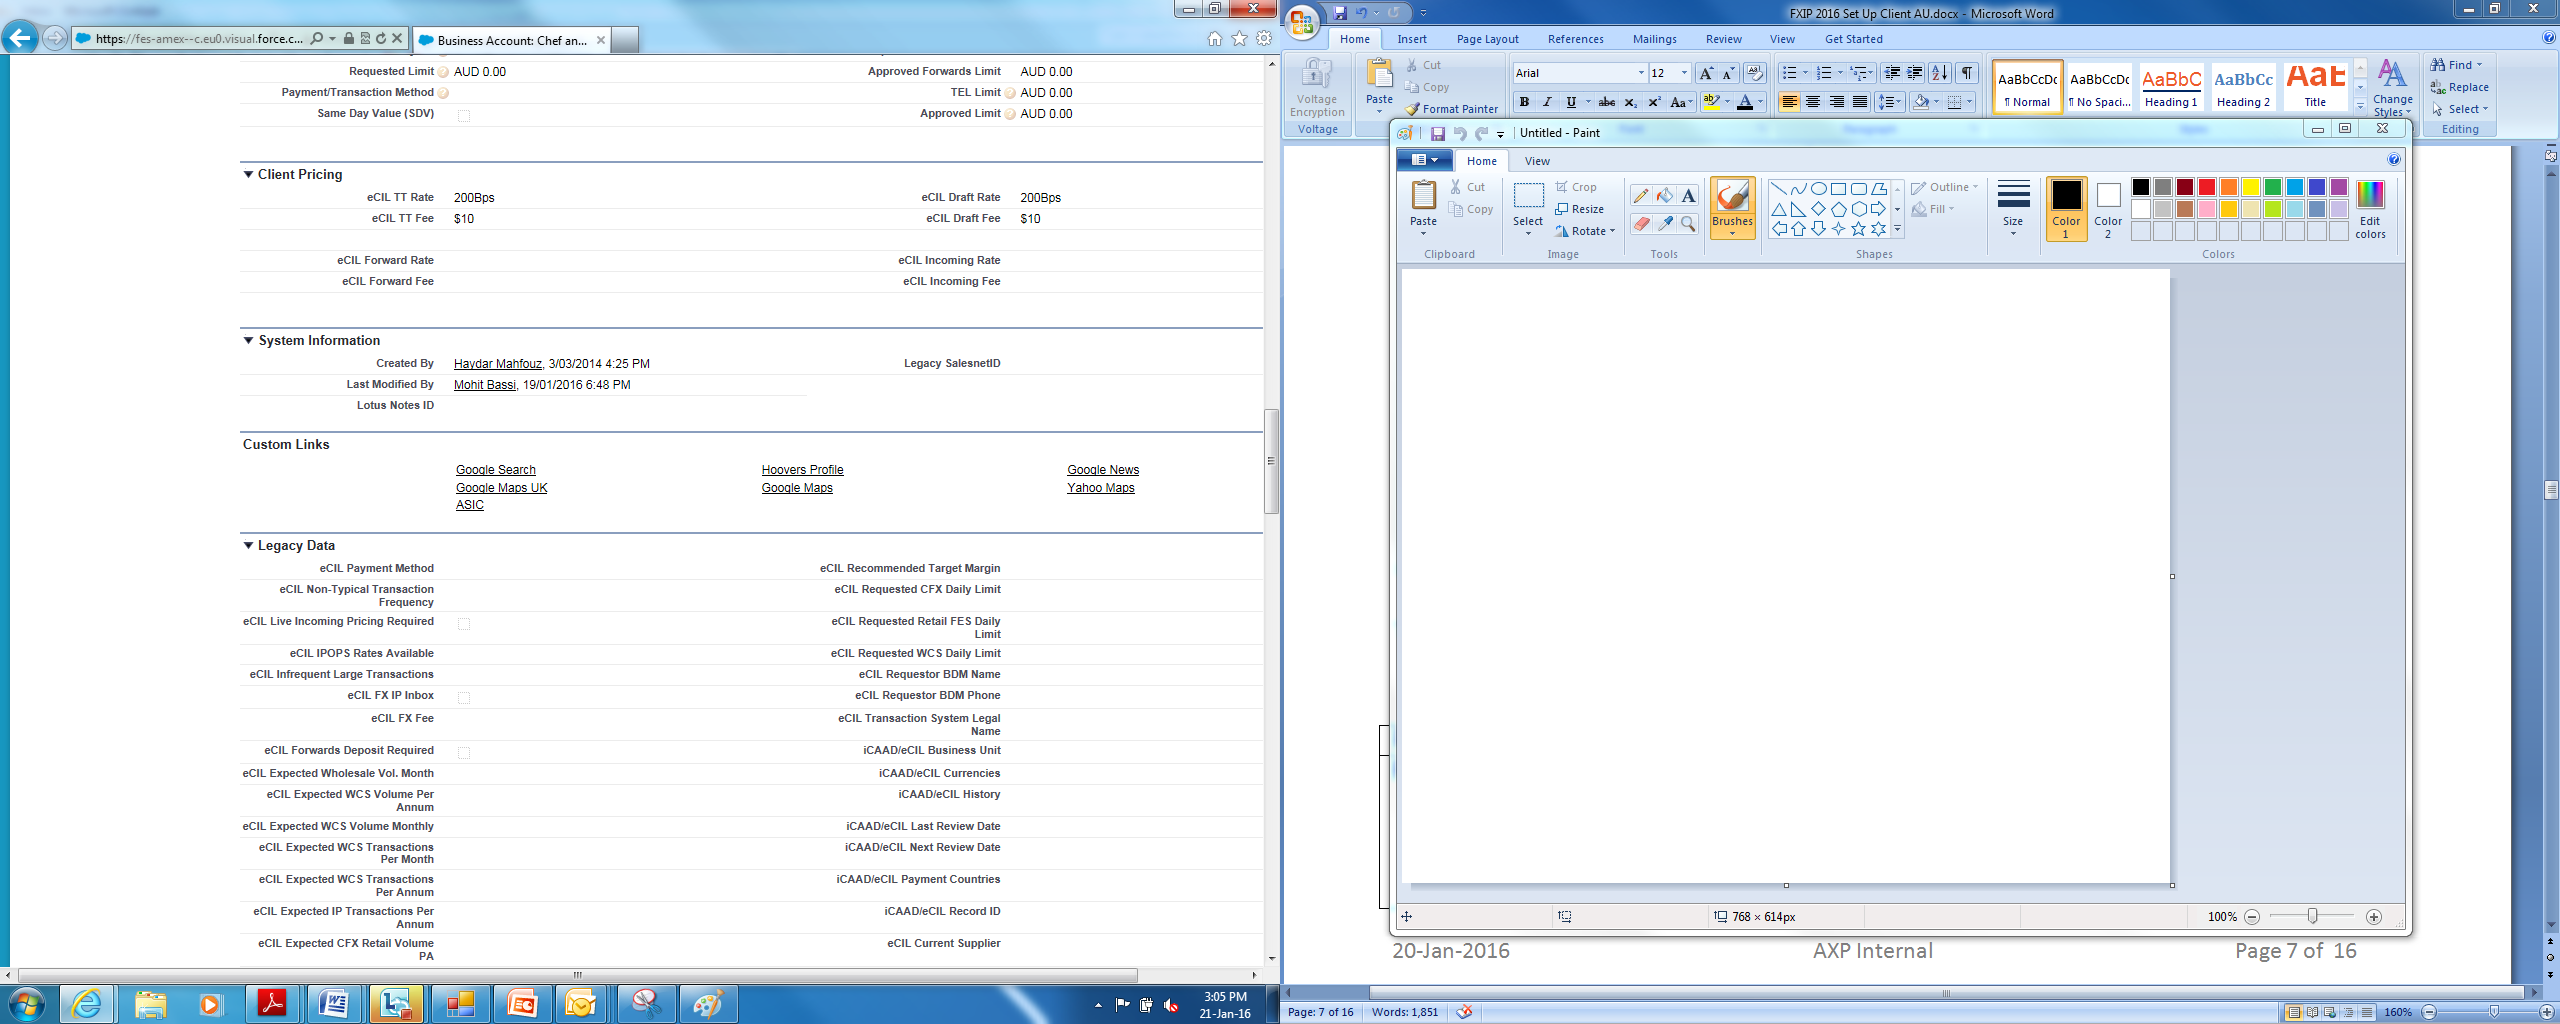 https://fes-amex--c.eu0.visual.force.c...
Business Account: Chef an...
Requested Limit AUD 0.00 Approved Forwards Limit AUD 0.00
Payment/Transaction Method TEL Limit AUD 0.00
Same Day Value (SDV) Approved Limit AUD 0.00
Client Pricing
eCIL TT Rate 200Bps eCIL Draft Rate 200Bps
eCIL TT Fee $10 eCIL Draft Fee $10
eCIL Forward Rate eCIL Incoming Rate
eCIL Forward Fee eCIL Incoming Fee
System Information
Created By Haydar Mahfouz, 3/03/2014 4:25 PM Legacy SalesnetID
Last Modified By Mohit Bassi, 19/01/2016 6:48 PM
Lotus Notes ID
Custom Links
Google Search Hoovers Profile Google News
Google Maps UK Google Maps Yahoo Maps
ASIC
Legacy Data
eCIL Payment Method eCIL Recommended Target Margin
eCIL Non-Typical Transaction Frequency eCIL Requested CFX Daily Limit
eCIL Live Incoming Pricing Required eCIL Requested Retail FES Daily Limit
eCIL IPOPS Rates Available eCIL Requested WCS Daily Limit
eCIL Infrequent Large Transactions eCIL Requestor BDM Name
eCIL FX IP Inbox eCIL Requestor BDM Phone
eCIL FX Fee eCIL Transaction System Legal Name
eCIL Forwards Deposit Required iCAAD/eCIL Business Unit
eCIL Expected Wholesale Vol. Month iCAAD/eCIL Currencies
eCIL Expected WCS Volume Per Annum iCAAD/eCIL History
eCIL Expected WCS Volume Monthly iCAAD/eCIL Last Review Date
eCIL Expected WCS Transactions Per Month iCAAD/eCIL Next Review Date
eCIL Expected WCS Transactions Per Annum iCAAD/eCIL Payment Countries
eCIL Expected IP Transactions Per Annum iCAAD/eCIL Record ID
eCIL Expected CFX Retail Volume PA eCIL Current Supplier
3:05 PM
21-Jan-16
FXIP 2016 Set Up Client AU.docx - Microsoft Word
Home Insert Page Layout References Mailings Review View Get Started
Voltage Encryption
Voltage
Paste
Cut
Copy
Format Painter
Arial 12
AaBbCcDc AaBbCcDc AaBbC AaBbCc AaB
¶ Normal ¶ No Spaci... Heading 1 Heading 2 Title
Change Styles
Find
Replace
Select
Editing
Untitled - Paint
Home View
Paste
Cut
Copy
Clipboard
Select
Crop
Resize
Rotate
Image
Tools
Brushes
Shapes
Outline
Fill
Size
Color 1
Color 2
Edit colors
Colors
768 × 614px
100%
20-Jan-2016 AXP Internal Page 7 of 16
Page: 7 of 16 Words: 1,851
160%